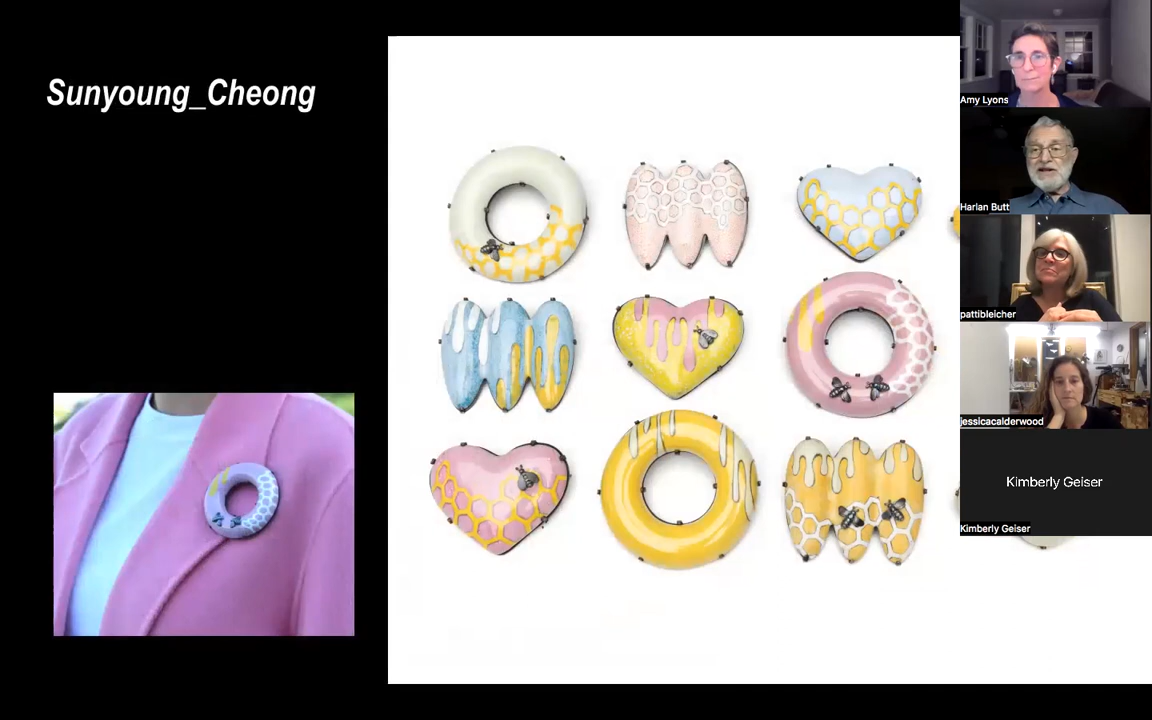 Sunyoung_Cheong
Amy Lyons
Harlan Butt
pattibleicher
jessicacalderwood
Kimberly Geiser
Kimberly Geiser